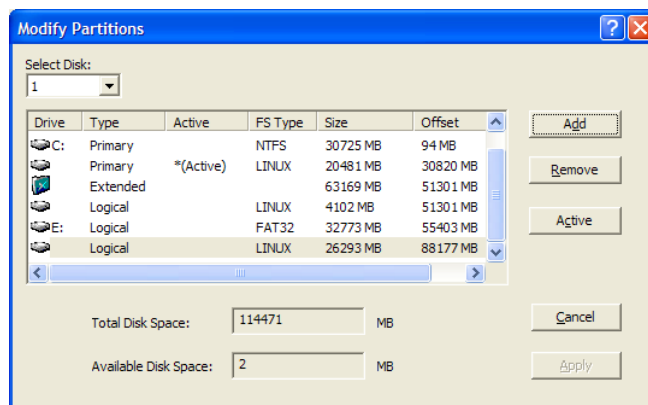 Modify Partitions
Select Disk:
1
Drive Type Active FS Type Size Offset
C: Primary NTFS 30725 MB 94 MB
Primary *(Active) LINUX 20481 MB 30820 MB
Extended 63169 MB 51301 MB
Logical LINUX 4102 MB 51301 MB
E: Logical FAT32 32773 MB 55403 MB
Logical LINUX 26293 MB 88177 MB
Add
Remove
Active
Total Disk Space: 114471 MB
Cancel
Available Disk Space: 2 MB
Apply